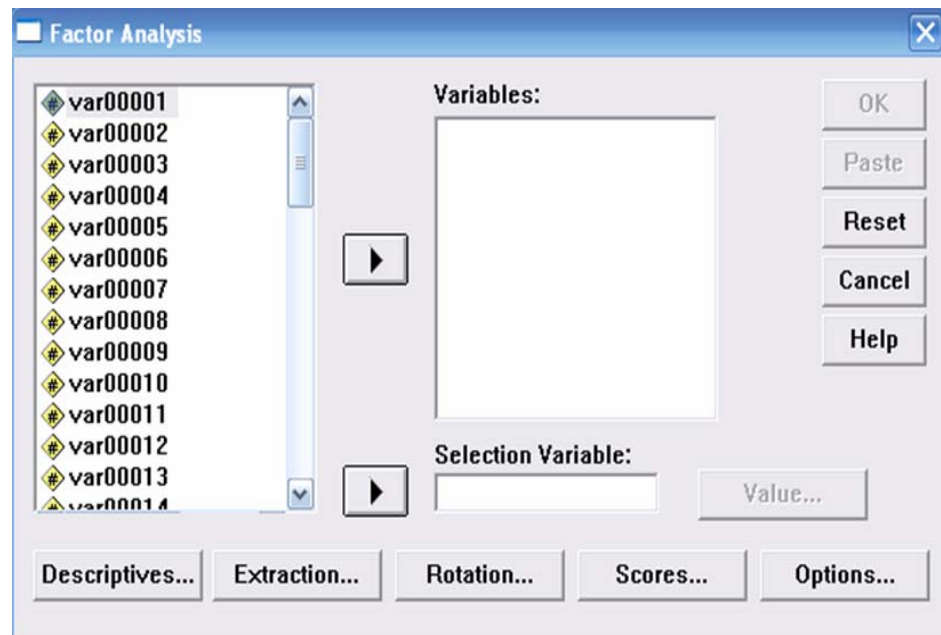 Factor Analysis
var00001
var00002
var00003
var00004
var00005
var00006
var00007
var00008
var00009
var00010
var00011
var00012
var00013
var00014
Variables:
Selection Variable:
OK
Paste
Reset
Cancel
Help
Value...
Descriptives...
Extraction...
Rotation...
Scores...
Options...